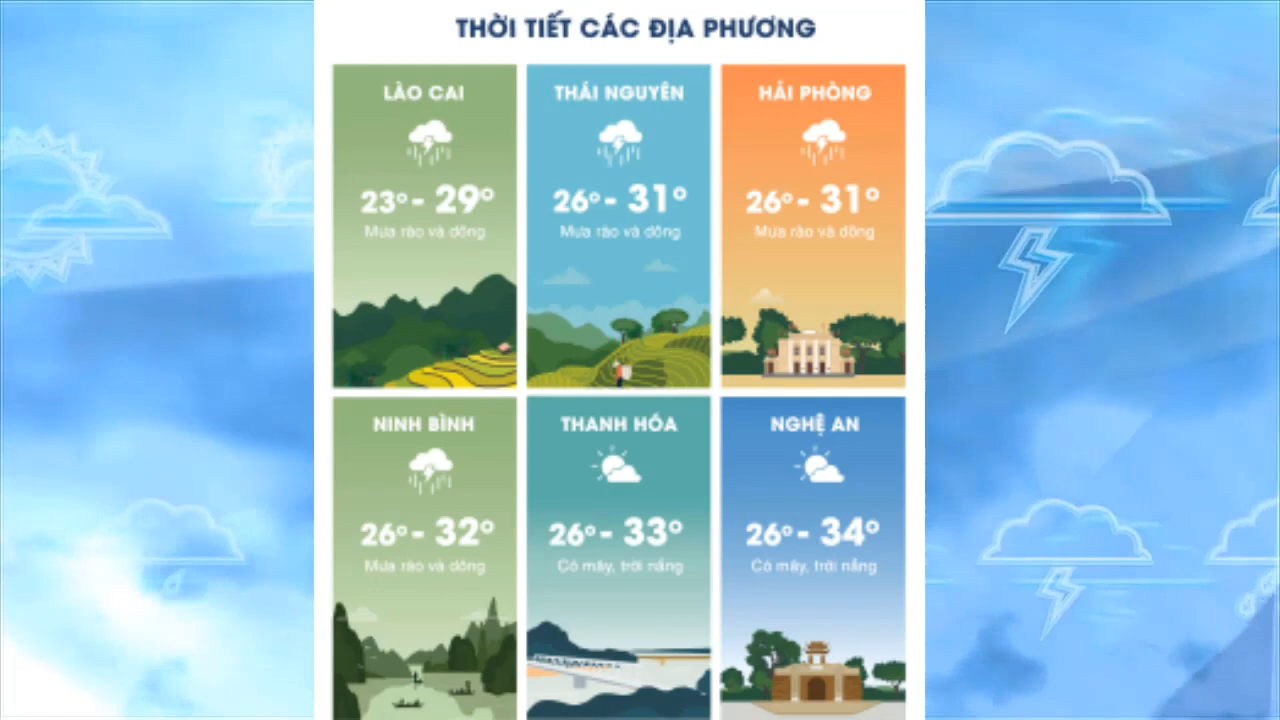 THỜI TIẾT CÁC ĐỊA PHƯƠNG
LÀO CAI
23° - 29°
Mưa rào và dông
THÁI NGUYÊN
26° - 31°
Mưa rào và dông
HẢI PHÒNG
26° - 31°
Mưa rào và dông
NINH BÌNH
26° - 32°
Mưa rào và dông
THANH HÓA
26° - 33°
Có mây, trời nắng
NGHỆ AN
26° - 34°
Có mây, trời nắng